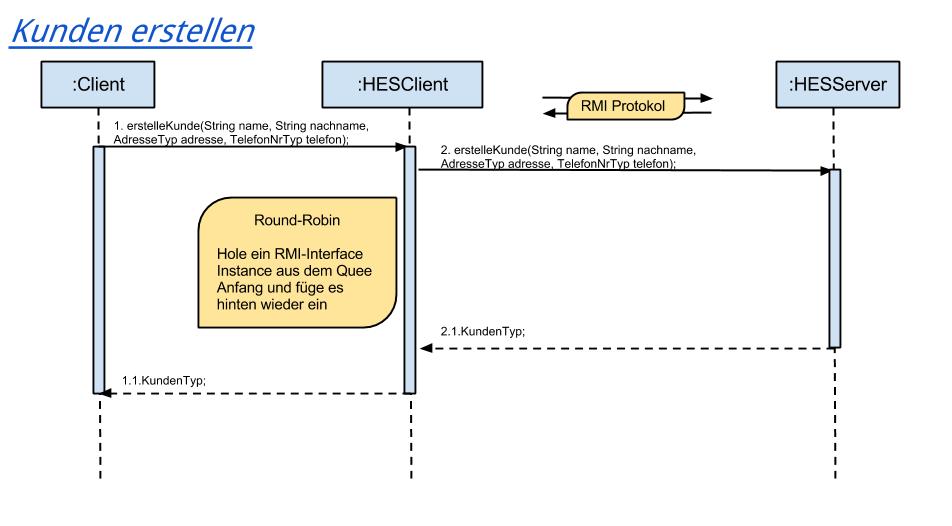 Kunden erstellen
:Client
:HESClient
RMI Protokol
:HESServer
1. erstelleKunde(String name, String nachname,
AdresseTyp adresse, TelefonNrTyp telefon);
2. erstelleKunde(String name, String nachname,
AdresseTyp adresse, TelefonNrTyp telefon);
Round-Robin
Hole ein RMI-Interface
Instance aus dem Quee
Anfang und füge es
hinten wieder ein
2.1.KundenTyp;
1.1.KundenTyp;